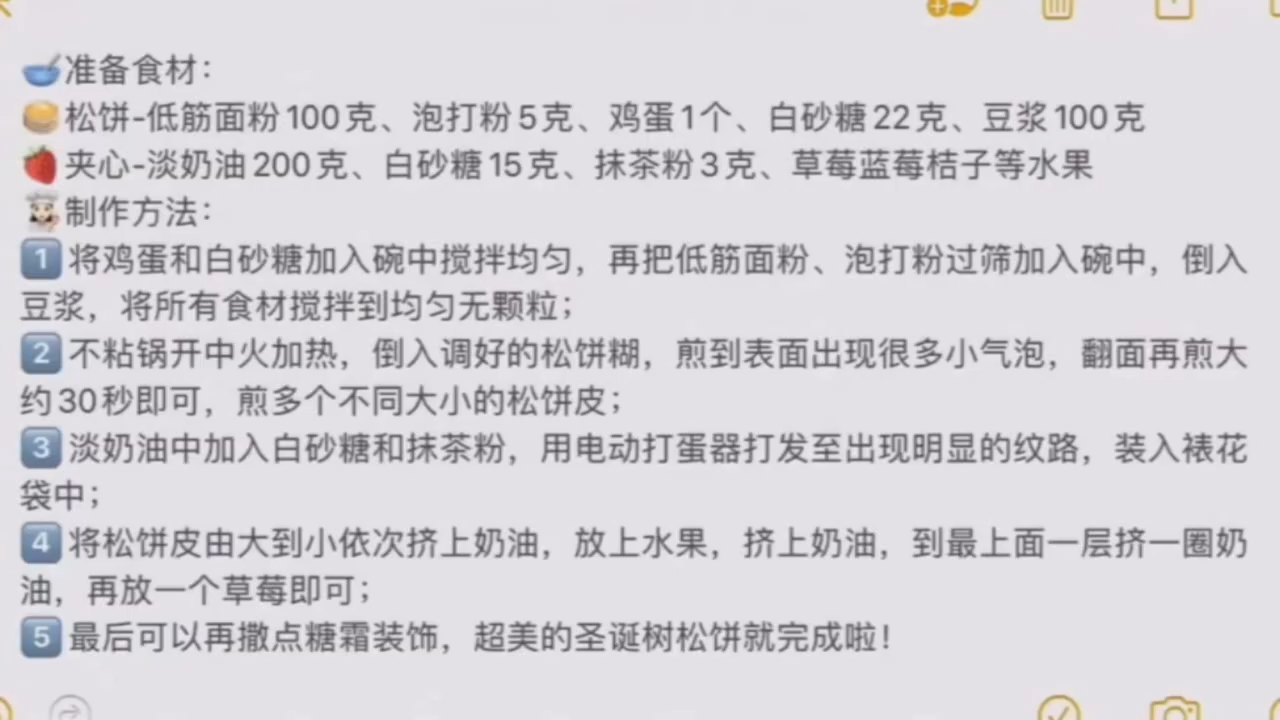 🥣准备食材：
🥞松饼-低筋面粉100克、泡打粉5克、鸡蛋1个、白砂糖22克、豆浆100克
🍓夹心-淡奶油200克、白砂糖15克、抹茶粉3克、草莓蓝莓桔子等水果
👩🏻‍🍳制作方法：
1️⃣将鸡蛋和白砂糖加入碗中搅拌均匀，再把低筋面粉、泡打粉过筛加入碗中，倒入
豆浆，将所有食材搅拌到均匀无颗粒；
2️⃣不粘锅开中火加热，倒入调好的松饼糊，煎到表面出现很多小气泡，翻面再煎大
约30秒即可，煎多个不同大小的松饼皮；
3️⃣淡奶油中加入白砂糖和抹茶粉，用电动打蛋器打发至出现明显的纹路，装入裱花
袋中；
4️⃣将松饼皮由大到小依次挤上奶油，放上水果，挤上奶油，到最上面一层挤一圈奶
油，再放一个草莓即可；
5️⃣最后可以再撒点糖霜装饰，超美的圣诞树松饼就完成啦！